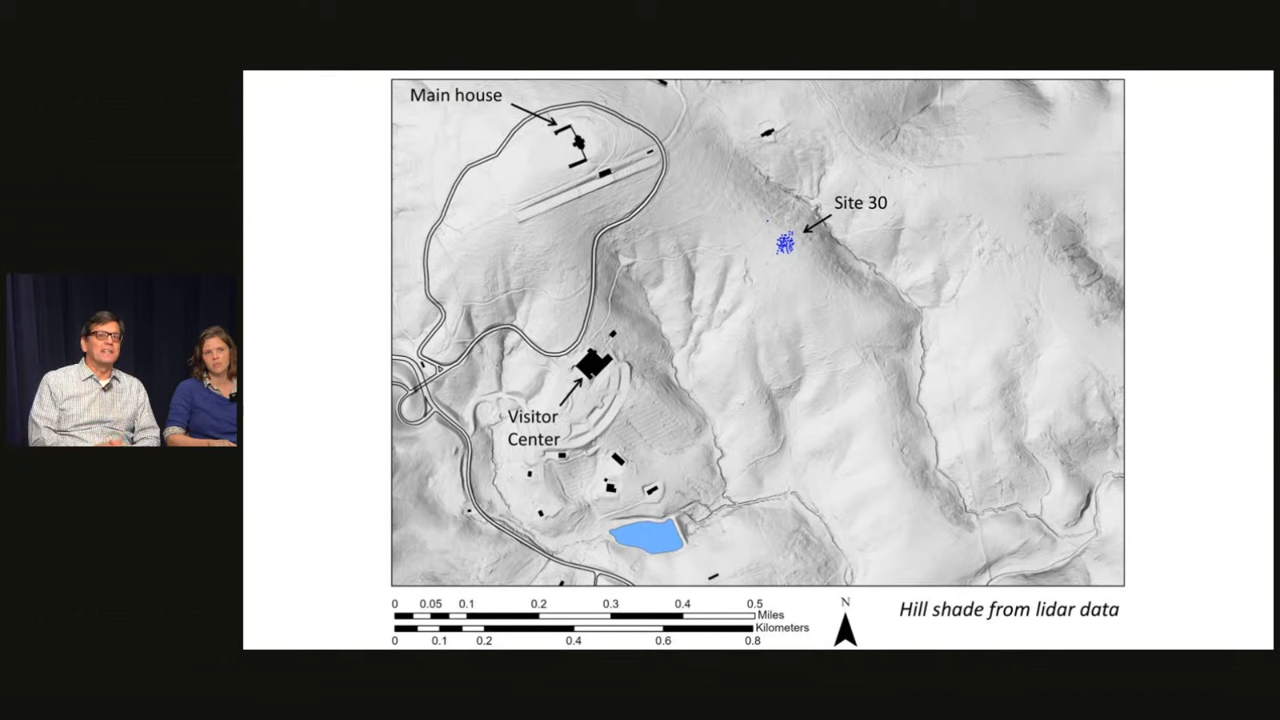 Main house
Site 30
Visitor
Center
0 0.05 0.1 0.2 0.3 0.4 0.5
Miles
Kilometers
0 0.1 0.2 0.4 0.6 0.8
N
Hill shade from lidar data